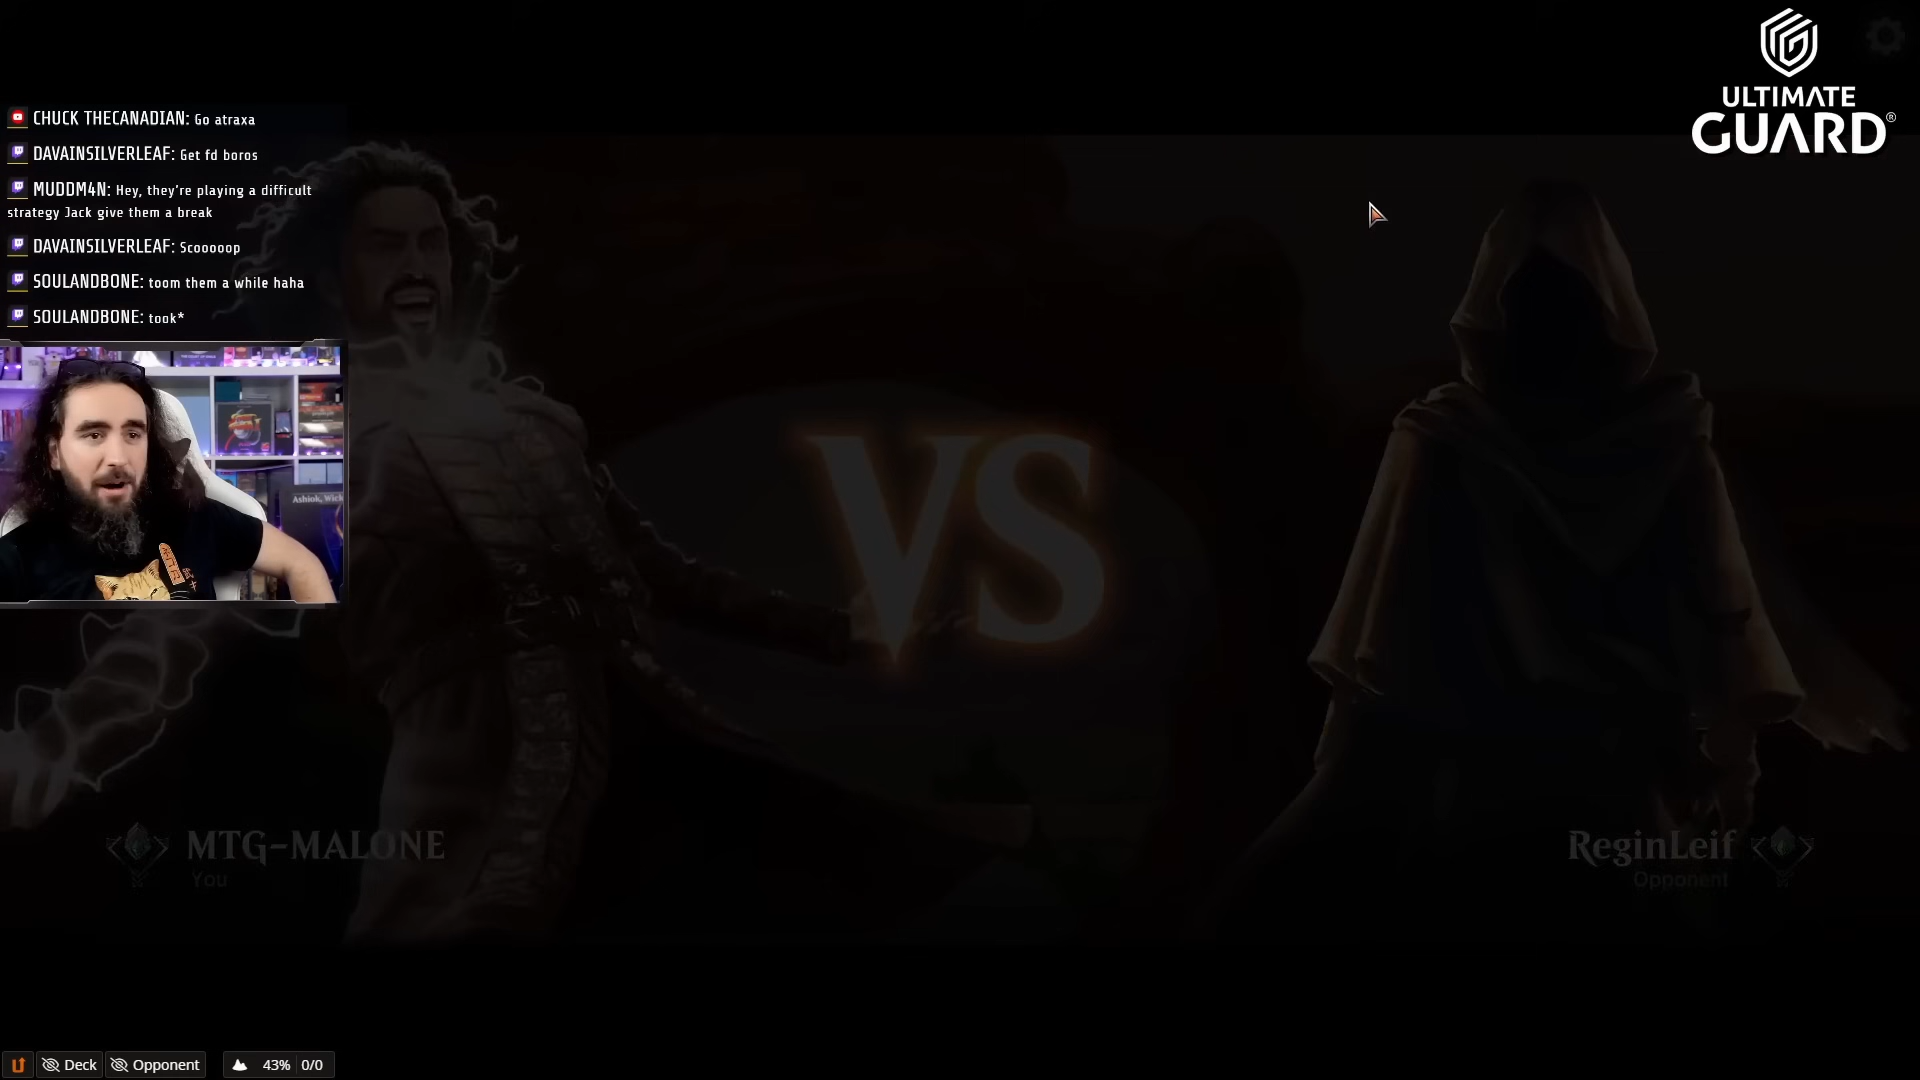 ULTIMATE
GUARD®
CHUCK THECANADIAN: Go atraxa
DAVAINSILVERLEAF: Get fd boros
MUDDM4N: Hey, they're playing a difficult
strategy Jack give them a break
DAVAINSILVERLEAF: Scooooop
SOULANDBONE: toom them a while haha
SOULANDBONE: took*
Ashiok, Wick
VS
MTG-MALONE
You
ReginLeif
Opponent
Deck
Opponent
43%
0/0